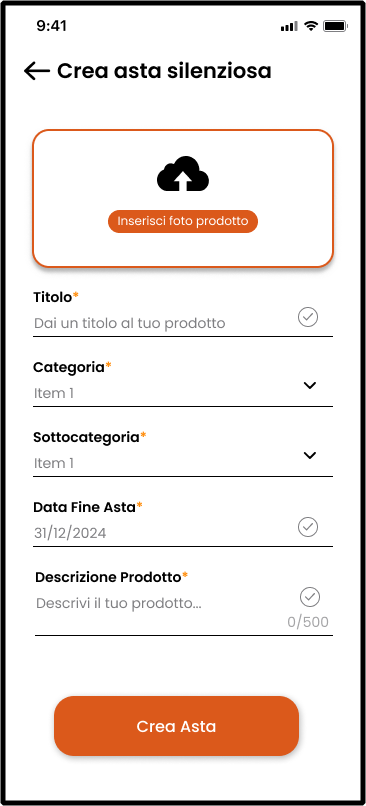 9:41
Crea asta silenziosa
Inserisci foto prodotto
Titolo*
Dai un titolo al tuo prodotto
Categoria*
Item 1
Sottocategoria*
Item 1
Data Fine Asta*
31/12/2024
Descrizione Prodotto*
Descrivi il tuo prodotto...
0/500
Crea Asta